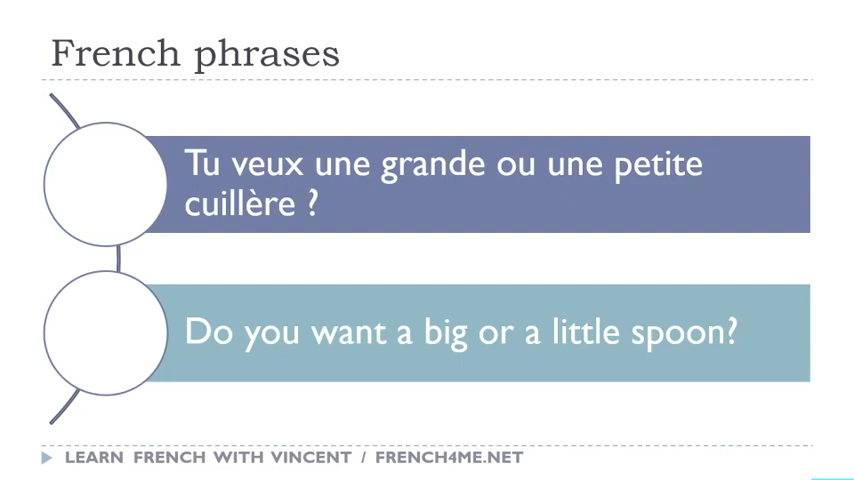 French phrases
Tu veux une grande ou une petite
cuillère ?
Do you want a big or a little spoon?
LEARN FRENCH WITH VINCENT / FRENCH4ME.NET